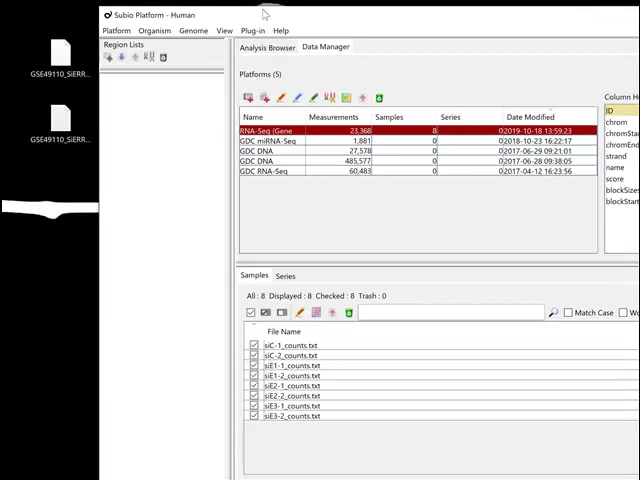 Subio Platform - Human
Platform Organism Genome View Plug-in Help
Region Lists
Analysis Browser Data Manager
GSE49110_SiERR...
GSE49110_SiERR...
Platforms (5)
Column H
Name Measurements Samples Series Date Modified
RNA-Seq (Gene 23,368 8 0 2019-10-18 13:59:23
GDC miRNA-Seq 1,881 0 0 2018-10-23 16:22:17
GDC DNA 27,578 0 0 2017-06-29 09:21:01
GDC DNA 485,577 0 0 2017-06-28 09:38:05
GDC RNA-Seq 60,483 0 0 2017-04-12 16:23:56
ID
chrom
chromStar
chromEnd
strand
name
score
blockSizes
blockStart
Samples Series
All : 8 Displayed : 8 Checked : 8 Trash : 0
Match Case Wo
File Name
siC-1_counts.txt
siC-2_counts.txt
siE1-1_counts.txt
siE1-2_counts.txt
siE2-1_counts.txt
siE2-2_counts.txt
siE3-1_counts.txt
siE3-2_counts.txt